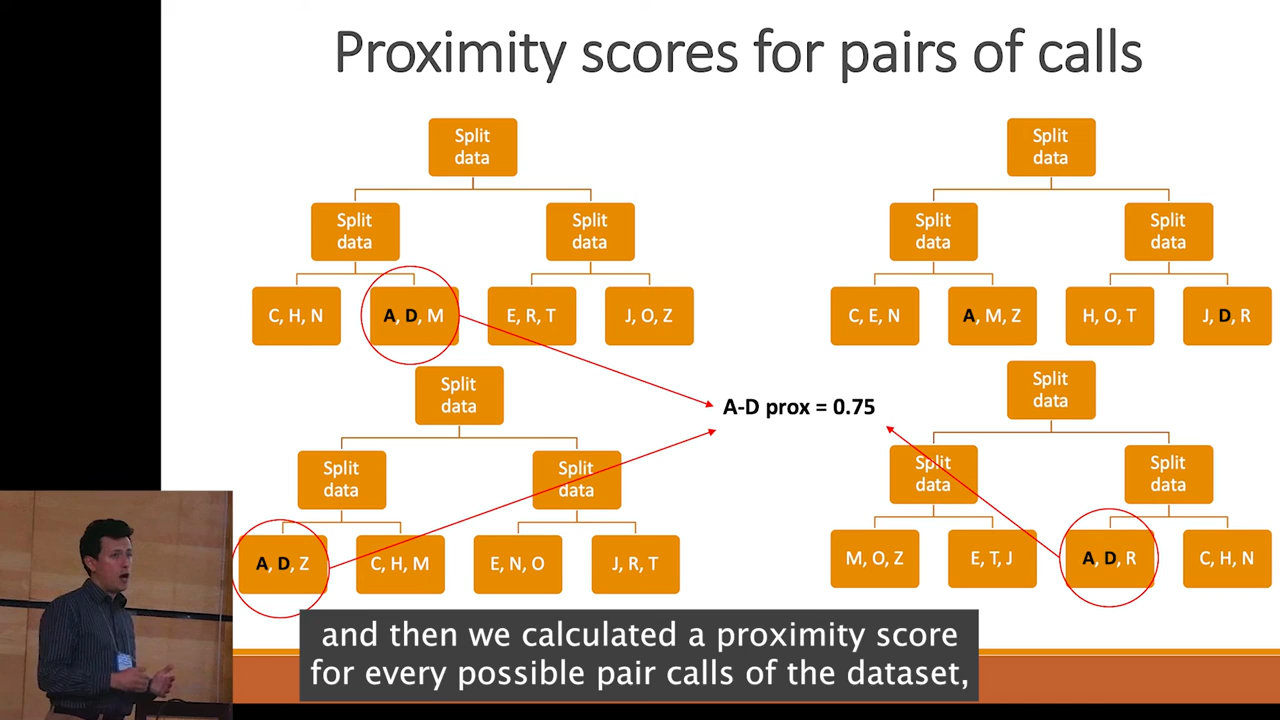 Proximity scores for pairs of calls
Split
data
Split
data
Split
data
C, H, N
A, D, M
E, R, T
J, O, Z
Split
data
Split
data
Split
data
C, E, N
A, M, Z
H, O, T
J, D, R
A-D prox = 0.75
Split
data
Split
data
Split
data
A, D, Z
C, H, M
E, N, O
J, R, T
Split
data
Split
data
Split
data
M, O, Z
E, T, J
A, D, R
C, H, N
and then we calculated a proximity score
for every possible pair calls of the dataset,